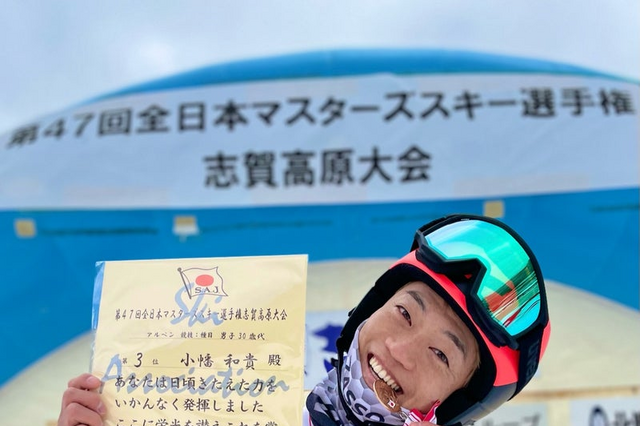 第47回全日本マスターズスキー選手権
志賀高原大会
S.A.J
Ski
Association
第47回全日本マスターズスキー選手権志賀高原大会
アルペン 競技:種目 男子30歳代
第 3 位 小幡 和貴 殿
あなたは日頃きたえた力を
いかんなく発揮しました